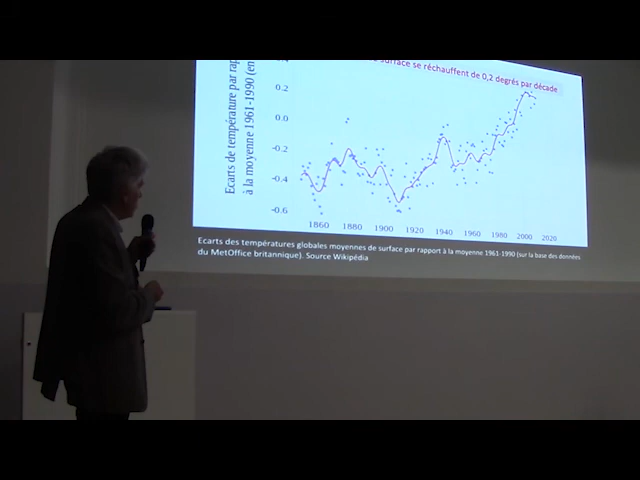 surface se réchauffent de 0,2 degrés par décade
Ecarts de température par
à la moyenne 1961-1990 (en
0.2
0.0
-0.2
-0.4
-0.6
1860
1880
1900
1920
1940
1960
1980
2000
2020
Ecarts des températures globales moyennes de surface par rapport à la moyenne 1961-1990 (sur la base des données
du MetOffice britannique). Source Wikipédia